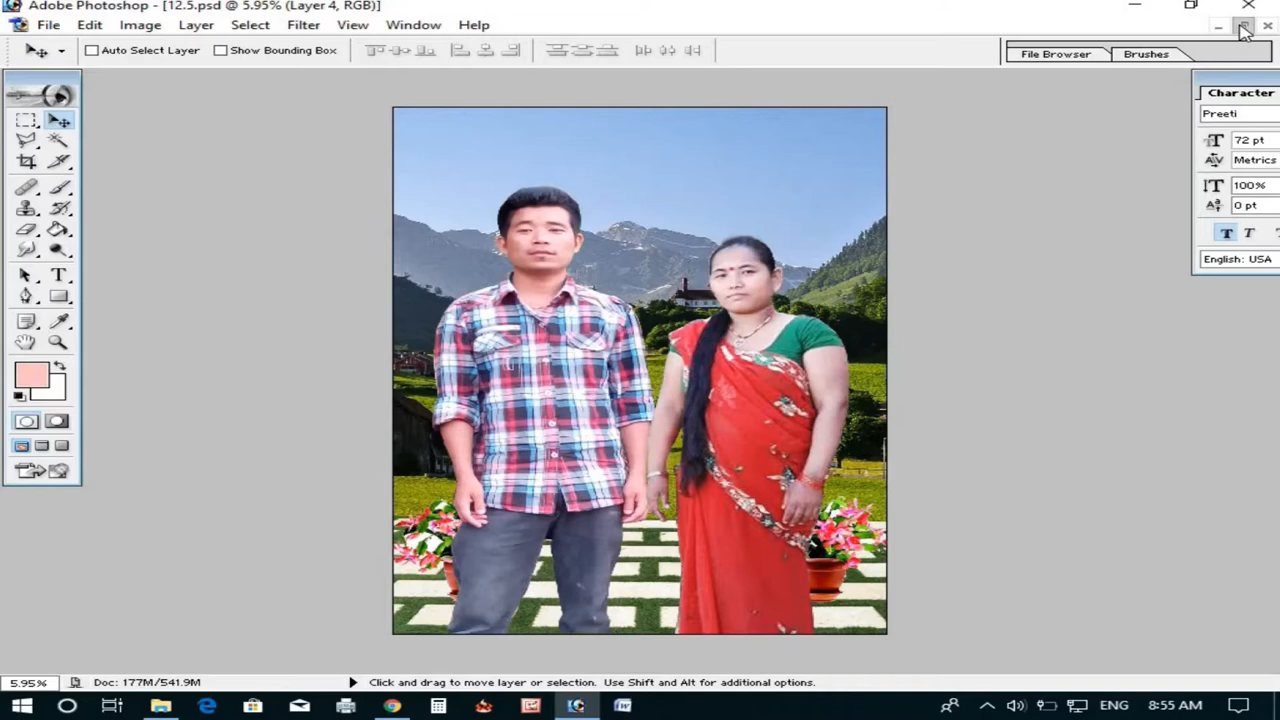 Adobe Photoshop - [12.5.psd @ 5.95% (Layer 4, RGB)]
File Edit Image Layer Select Filter View Window Help
Auto Select Layer Show Bounding Box
File Browser Brushes
Character
Preeti
72 pt
Metrics
100%
0 pt
T T
English: USA
5.95% Doc: 177M/541.9M Click and drag to move layer or selection. Use Shift and Alt for additional options.
ENG 8:55 AM